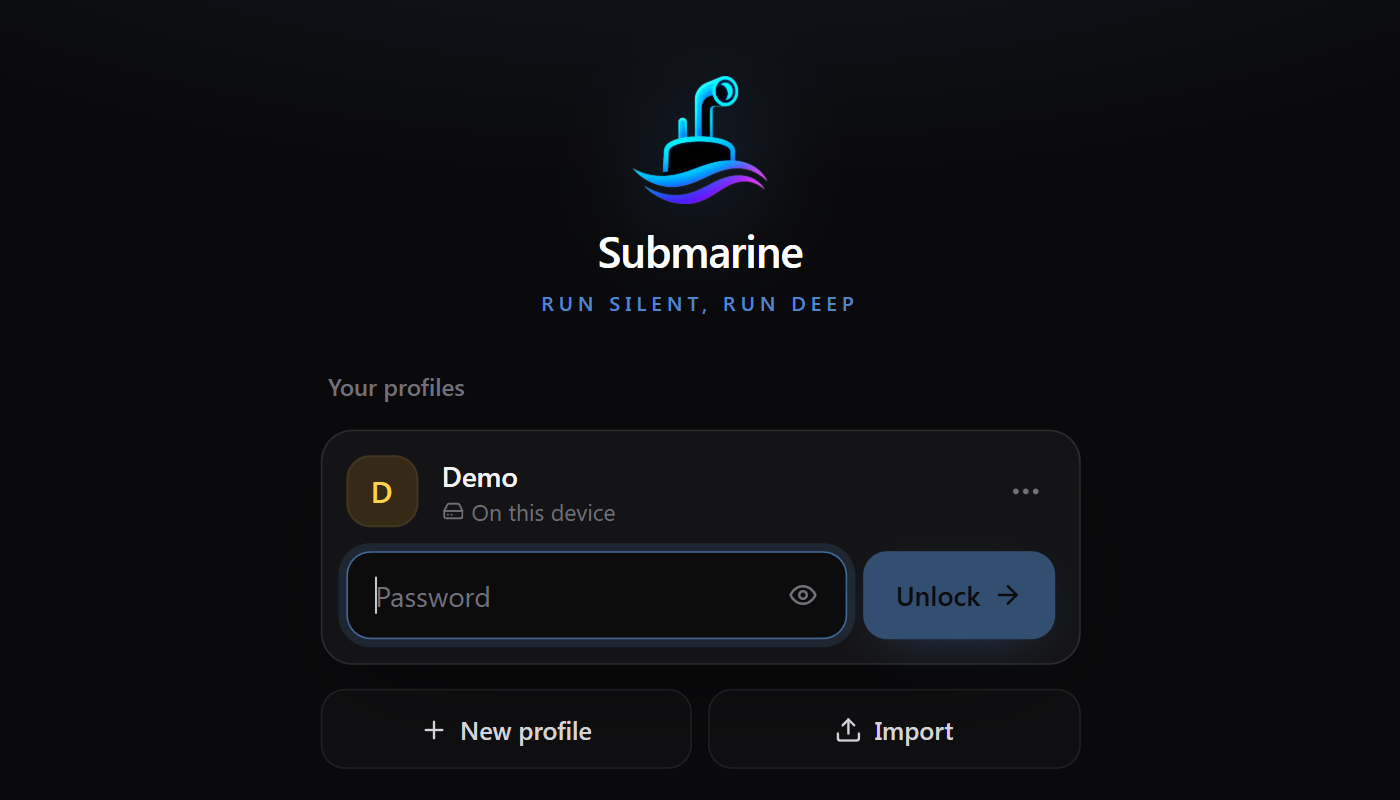 Submarine
RUN SILENT, RUN DEEP
Your profiles
D
Demo
On this device
Password
Unlock
New profile
Import